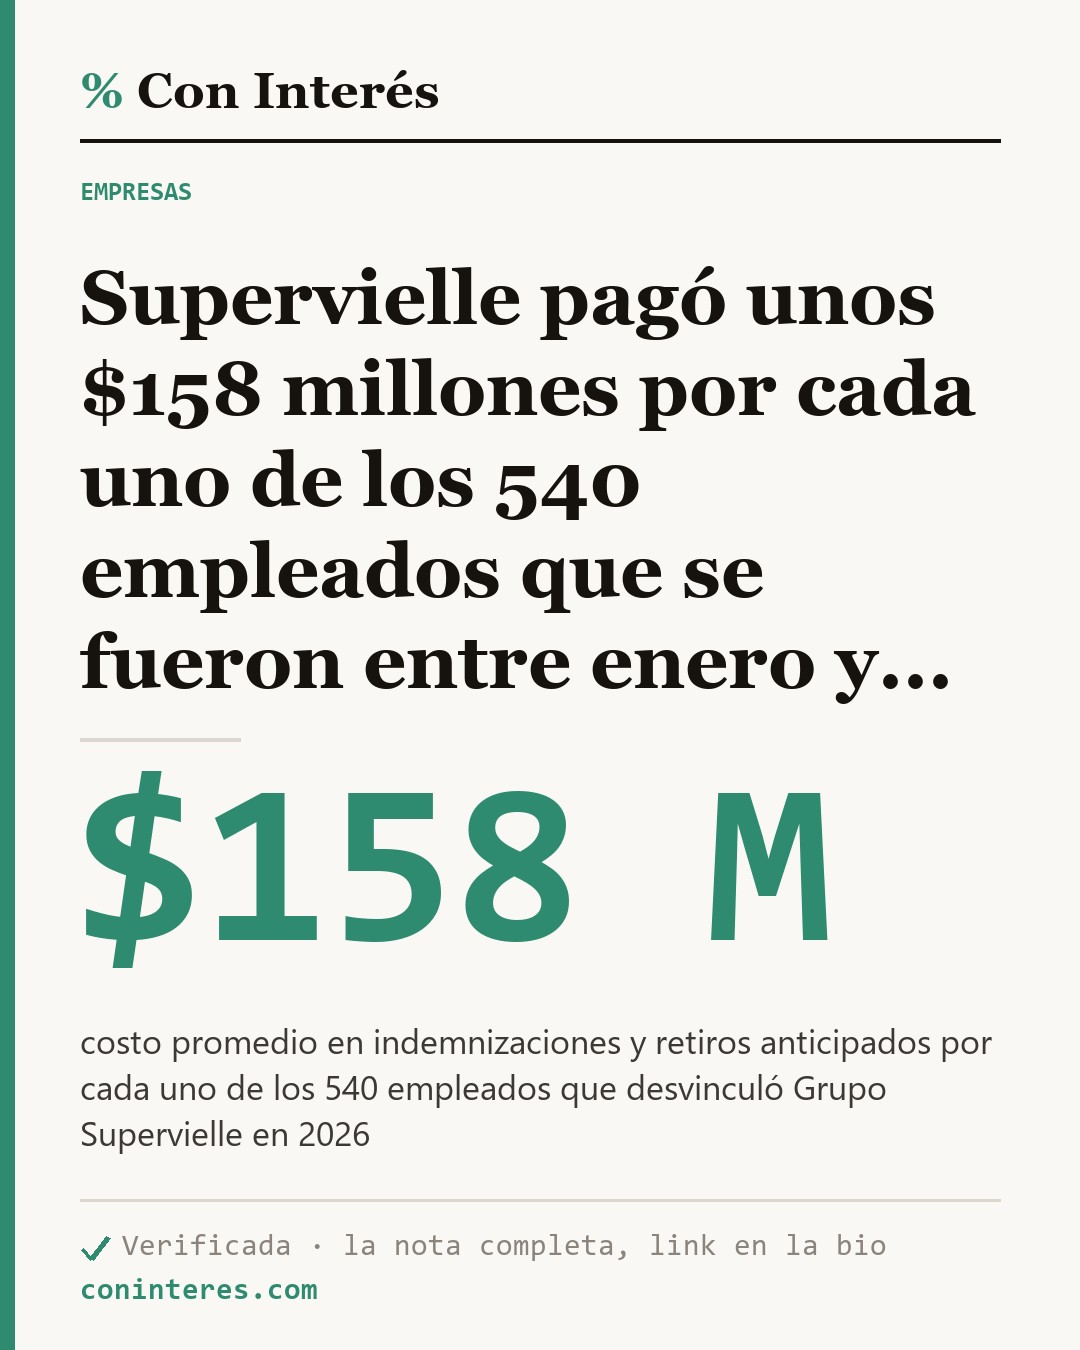 % Con Interés
EMPRESAS
Supervielle pagó unos
$158 millones por cada
uno de los 540
empleados que se
fueron entre enero y...
$158 M
costo promedio en indemnizaciones y retiros anticipados por
cada uno de los 540 empleados que desvinculó Grupo
Supervielle en 2026
✓ Verificada · la nota completa, link en la bio
coninteres.com